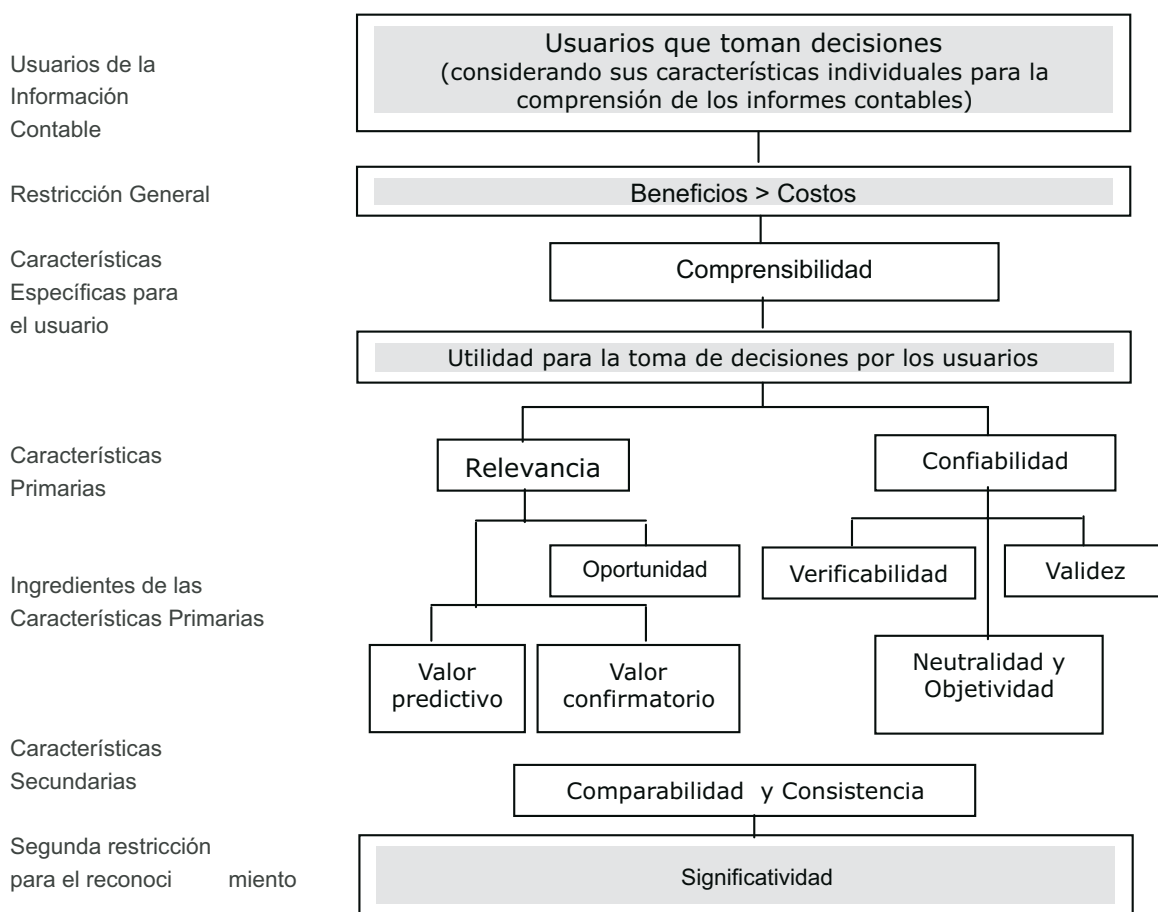 Usuarios de la
Información
Contable
Usuarios que toman decisiones
(considerando sus características individuales para la
comprensión de los informes contables)
Restricción General
Beneficios > Costos
Características
Específicas para
el usuario
Comprensibilidad
Utilidad para la toma de decisiones por los usuarios
Características
Primarias
Relevancia
Confiabilidad
Ingredientes de las
Características Primarias
Oportunidad
Verificabilidad
Validez
Valor
predictivo
Valor
confirmatorio
Neutralidad y
Objetividad
Características
Secundarias
Comparabilidad y Consistencia
Segunda restricción
para el reconoci miento
Significatividad